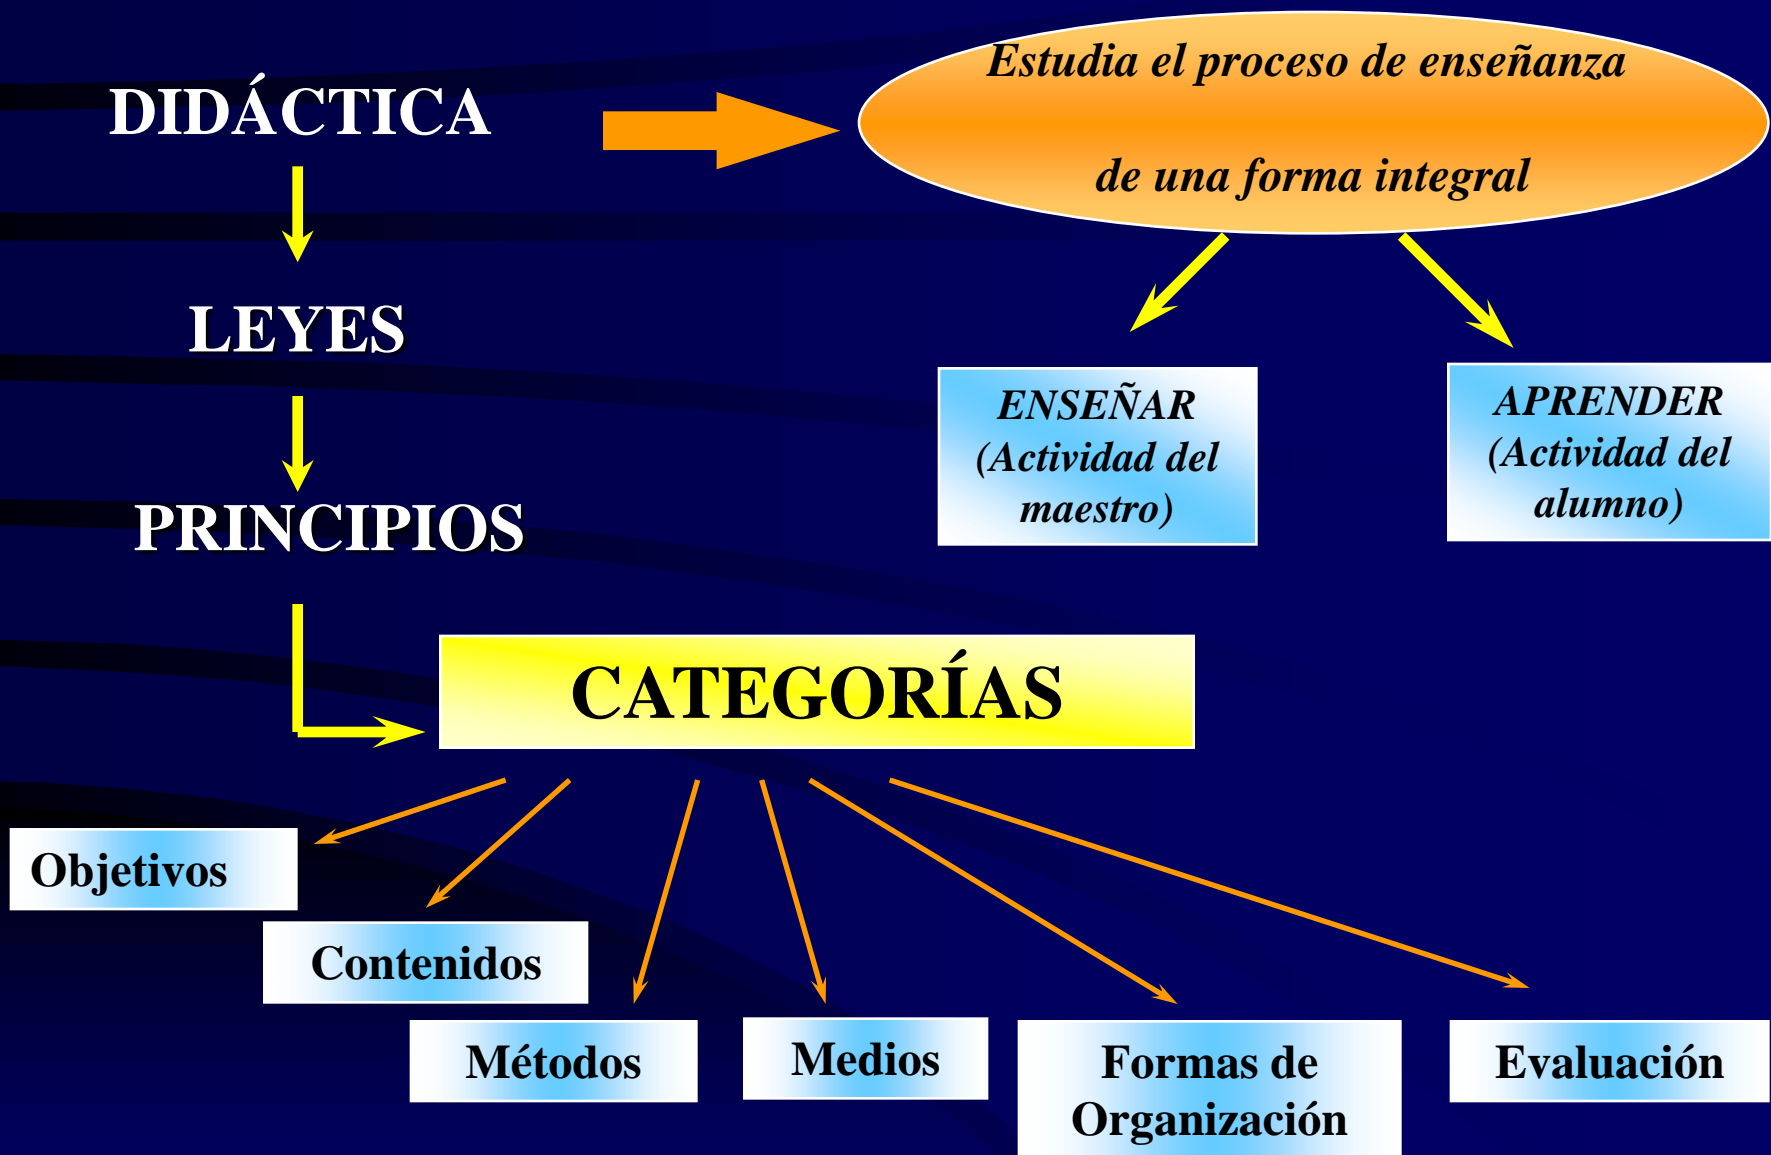 DIDÁCTICA
Estudia el proceso de enseñanza
de una forma integral
LEYES
ENSEÑAR
(Actividad del
maestro)
APRENDER
(Actividad del
alumno)
PRINCIPIOS
CATEGORÍAS
Objetivos
Contenidos
Métodos
Medios
Formas de
Organización
Evaluación